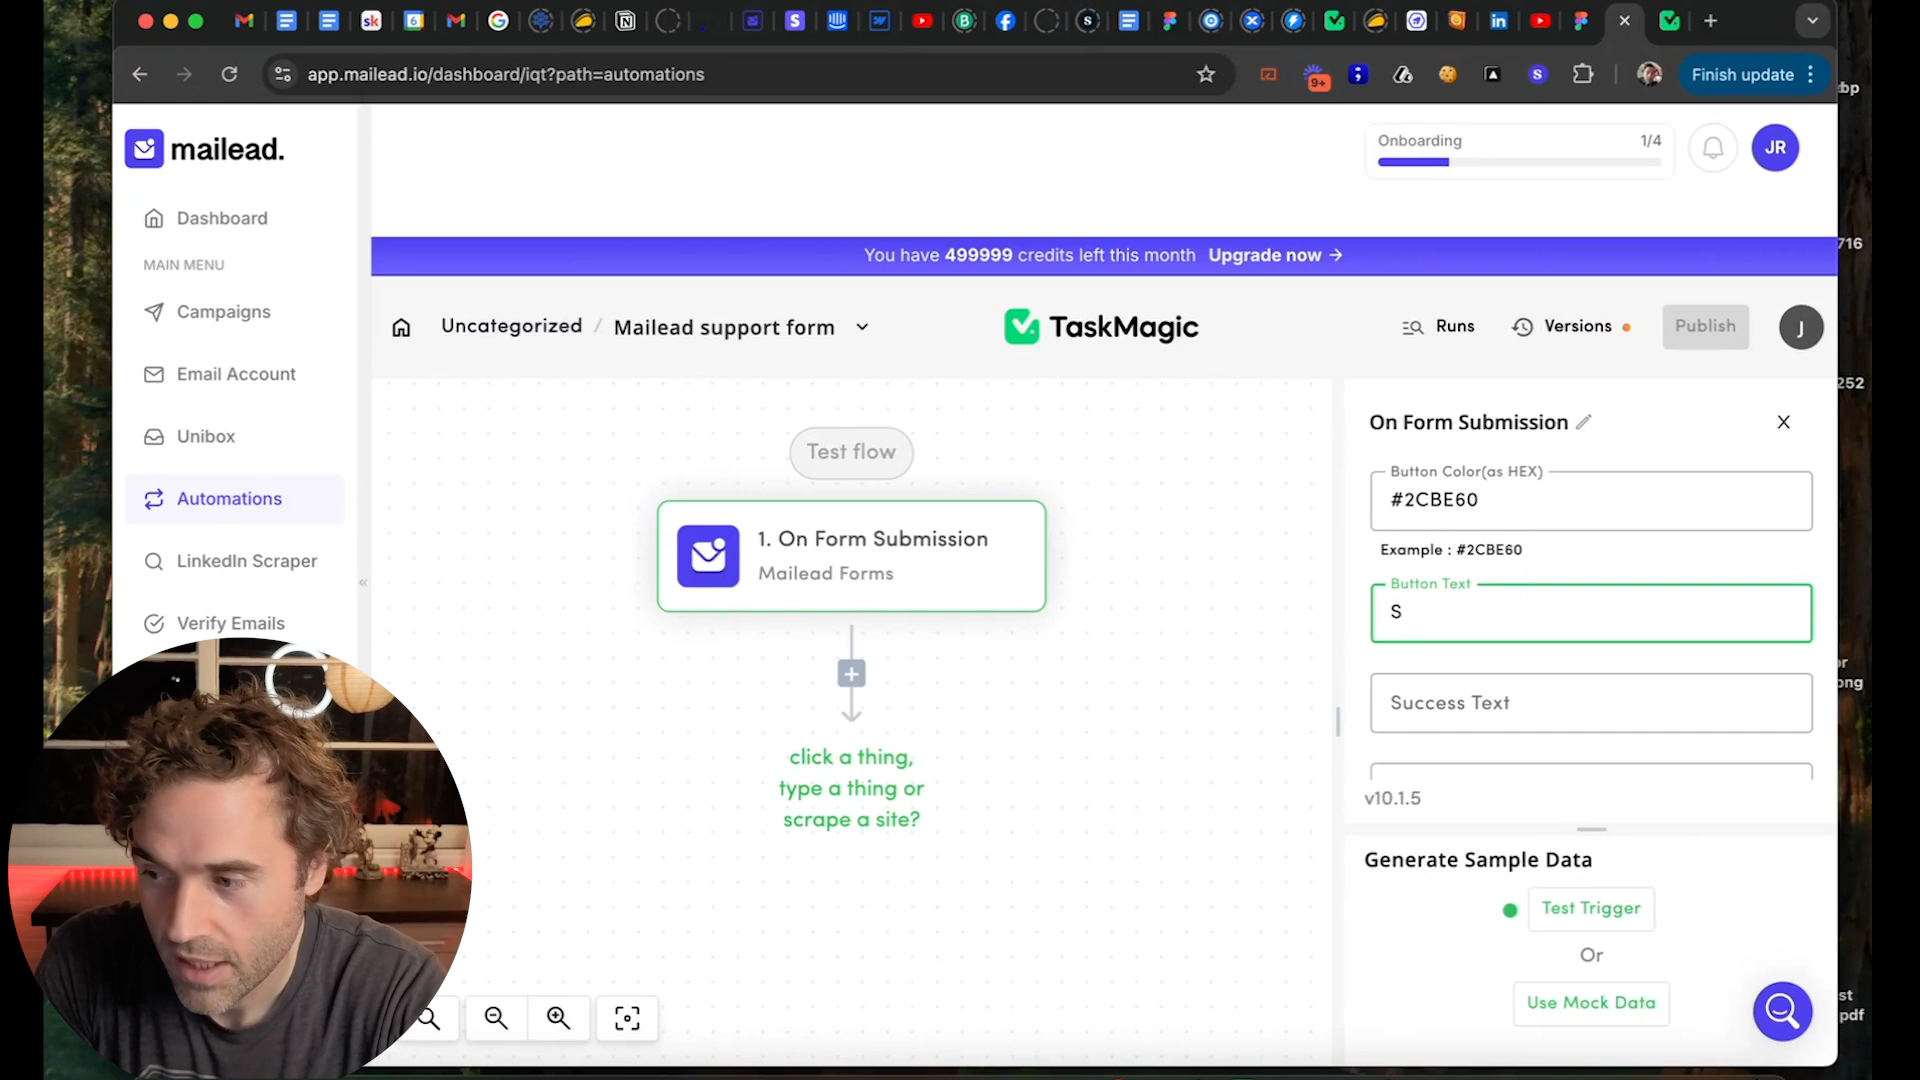 app.mailead.io/dashboard/iqt?path=automations
9+
Finish update
mailead.
Onboarding
1/4
JR
Dashboard
MAIN MENU
Campaigns
Email Account
Unibox
Automations
LinkedIn Scraper
Verify Emails
You have 499999 credits left this month Upgrade now →
Uncategorized / Mailead support form
TaskMagic
Runs
Versions
Publish
J
Test flow
1. On Form Submission
Mailead Forms
click a thing,
type a thing or
scrape a site?
On Form Submission
Button Color(as HEX)
#2CBE60
Example : #2CBE60
Button Text
S
Success Text
v10.1.5
Generate Sample Data
Test Trigger
Or
Use Mock Data
716
252